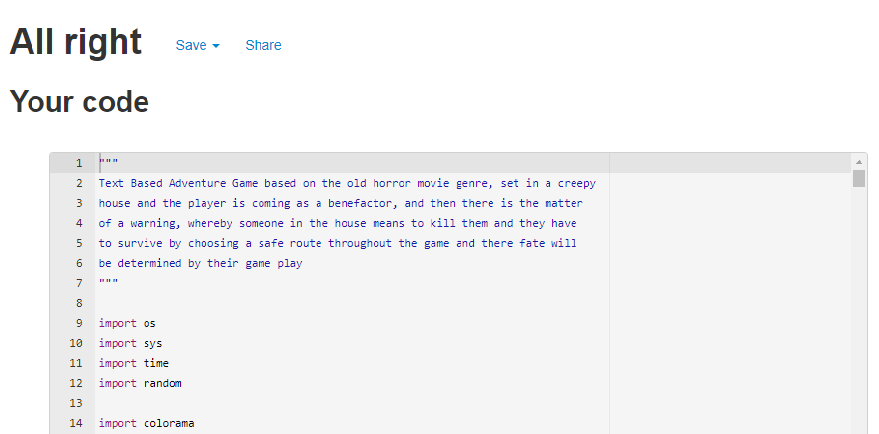 All right Save Share
Your code
1 """
2 Text Based Adventure Game based on the old horror movie genre, set in a creepy
3 house and the player is coming as a benefactor, and then there is the matter
4 of a warning, whereby someone in the house means to kill them and they have
5 to survive by choosing a safe route throughout the game and there fate will
6 be determined by their game play
7 """
8
9 import os
10 import sys
11 import time
12 import random
13
14 import colorama